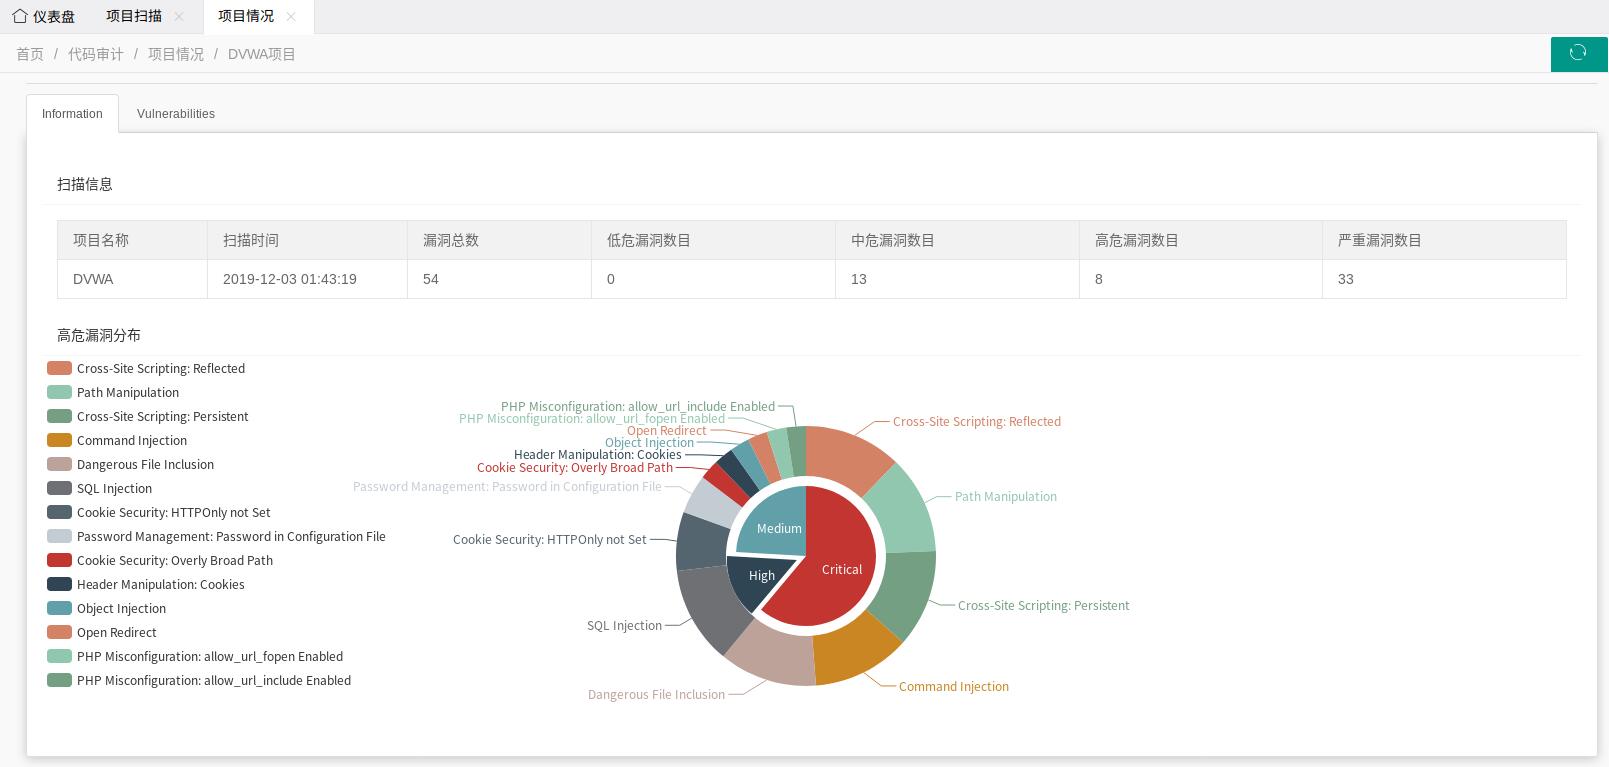 仪表盘 项目扫描 项目情况
首页 / 代码审计 / 项目情况 / DVWA项目
Information Vulnerabilities
扫描信息
项目名称 扫描时间 漏洞总数 低危漏洞数目 中危漏洞数目 高危漏洞数目 严重漏洞数目
DVWA 2019-12-03 01:43:19 54 0 13 8 33
高危漏洞分布
Cross-Site Scripting: Reflected
Path Manipulation
Cross-Site Scripting: Persistent
Command Injection
Dangerous File Inclusion
SQL Injection
Cookie Security: HTTPOnly not Set
Password Management: Password in Configuration File
Cookie Security: Overly Broad Path
Header Manipulation: Cookies
Object Injection
Open Redirect
PHP Misconfiguration: allow_url_fopen Enabled
PHP Misconfiguration: allow_url_include Enabled
PHP Misconfiguration: allow_url_include Enabled
PHP Misconfiguration: allow_url_fopen Enabled
Open Redirect
Object Injection
Header Manipulation: Cookies
Cookie Security: Overly Broad Path
Password Management: Password in Configuration File
Cookie Security: HTTPOnly not Set
SQL Injection
Dangerous File Inclusion
Medium
High
Critical
Cross-Site Scripting: Reflected
Path Manipulation
Cross-Site Scripting: Persistent
Command Injection